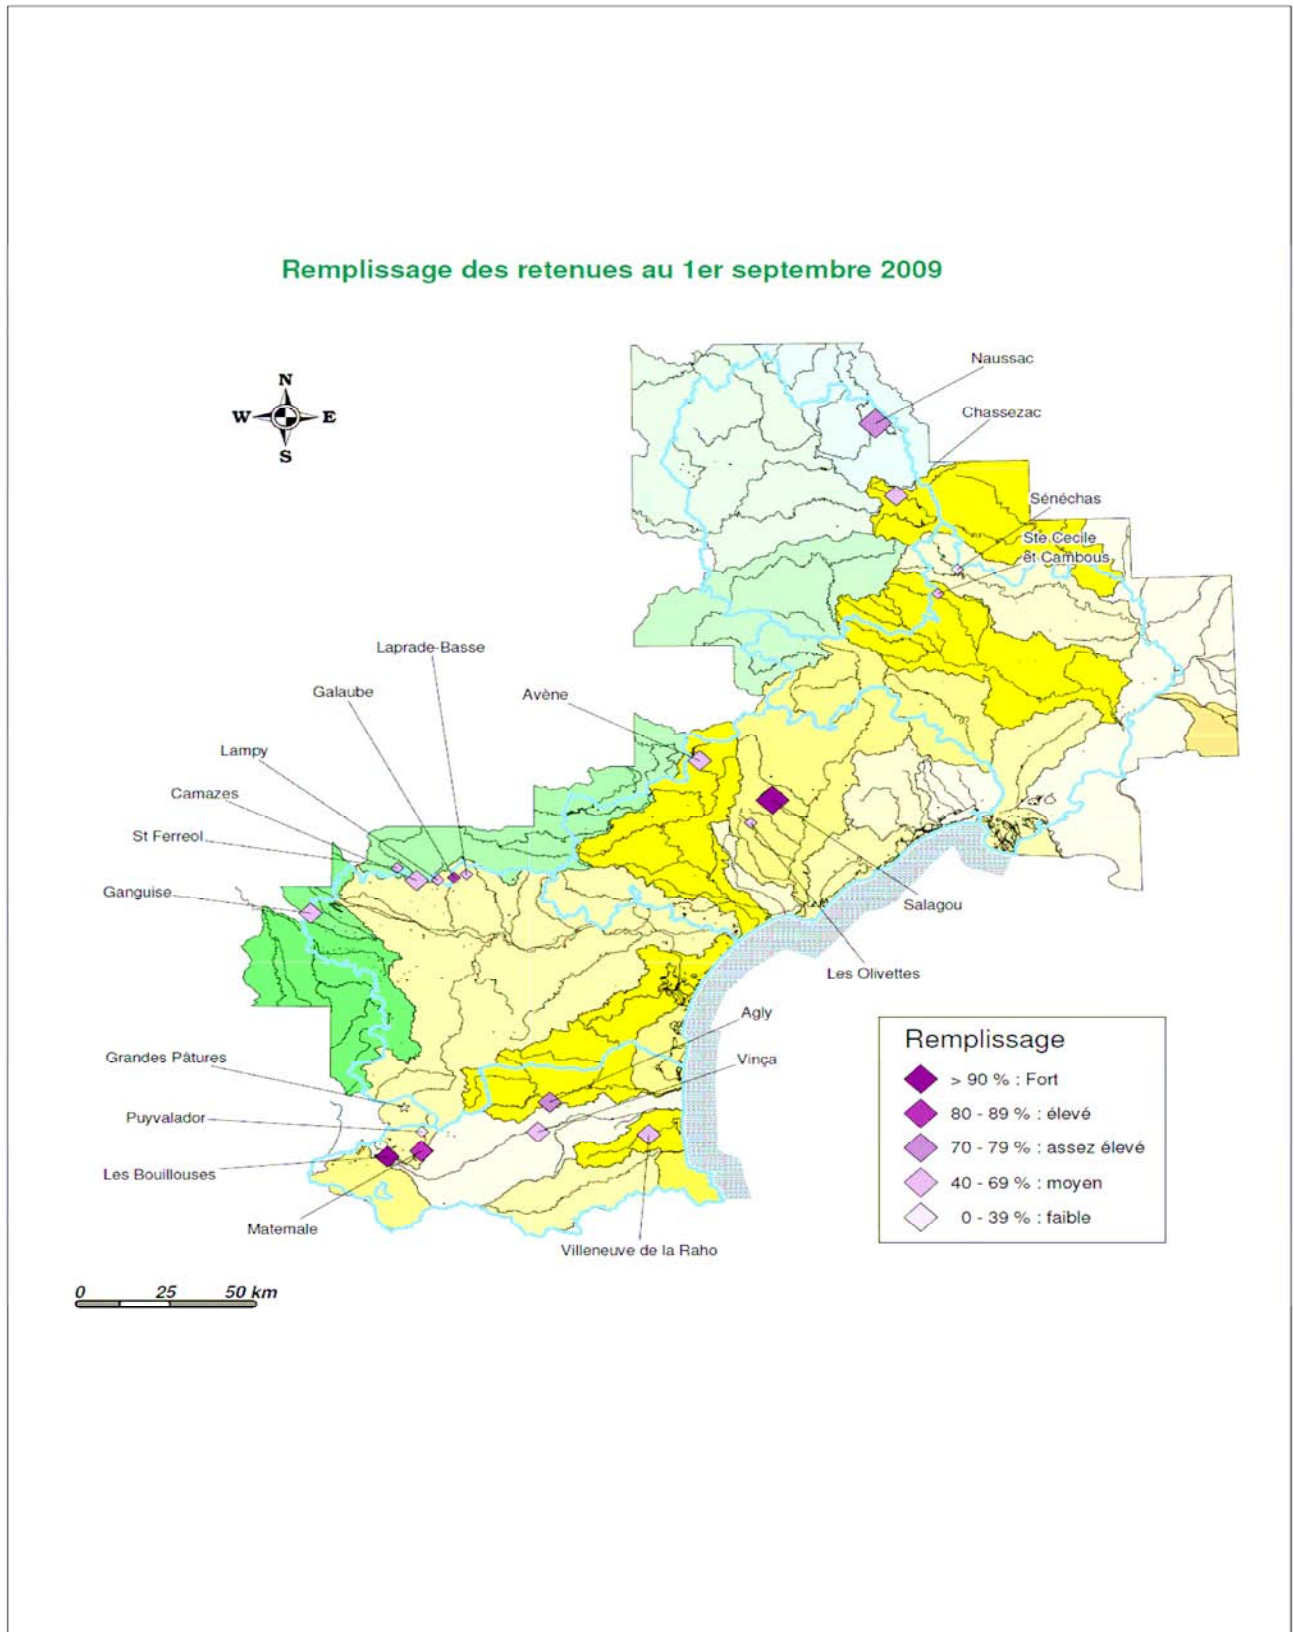 Remplissage des retenues au 1er septembre 2009
N
W
E
S
Naussac
Chassezac
Sénéchas
Ste Cecile
êt Cambous
Laprade-Basse
Galaube
Avène
Lampy
Camazes
St Ferreol
Ganguise
Salagou
Les Olivettes
Agly
Vinça
Grandes Pâtures
Puyvalador
Les Bouillouses
Matemale
Villeneuve de la Raho
Remplissage
> 90 % : Fort
80 - 89 % : élevé
70 - 79 % : assez élevé
40 - 69 % : moyen
0 - 39 % : faible
0 25 50 km